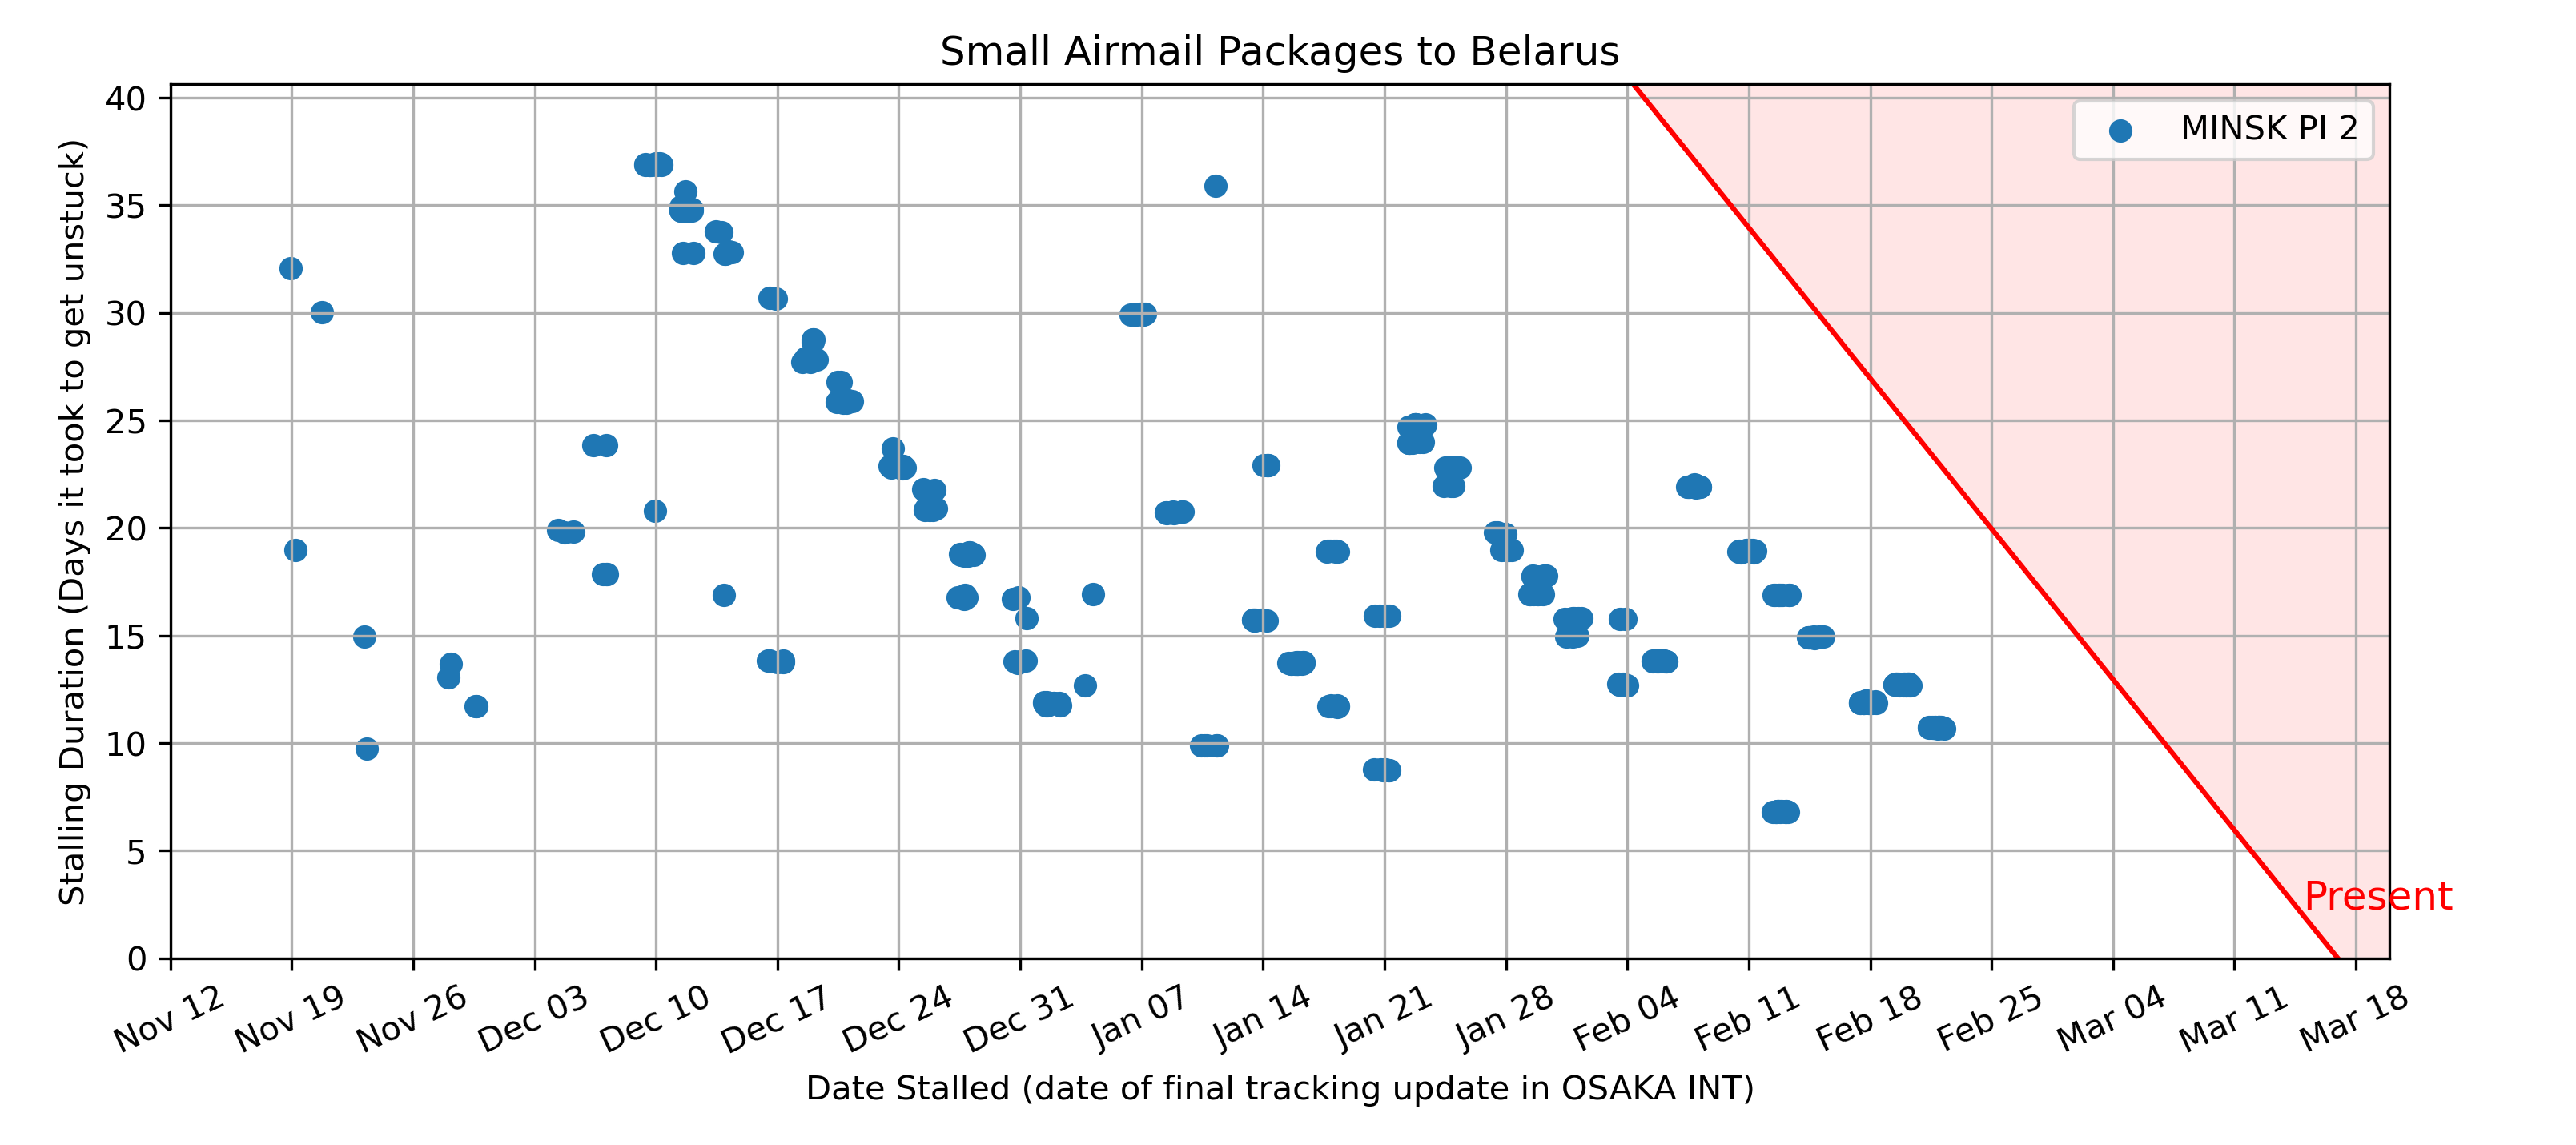 Small Airmail Packages to Belarus
Stalling Duration (Days it took to get unstuck)
40
35
30
25
20
15
10
5
0
MINSK PI 2
Present
Nov 12
Nov 19
Nov 26
Dec 03
Dec 10
Dec 17
Dec 24
Dec 31
Jan 07
Jan 14
Jan 21
Jan 28
Feb 04
Feb 11
Feb 18
Feb 25
Mar 04
Mar 11
Mar 18
Date Stalled (date of final tracking update in OSAKA INT)